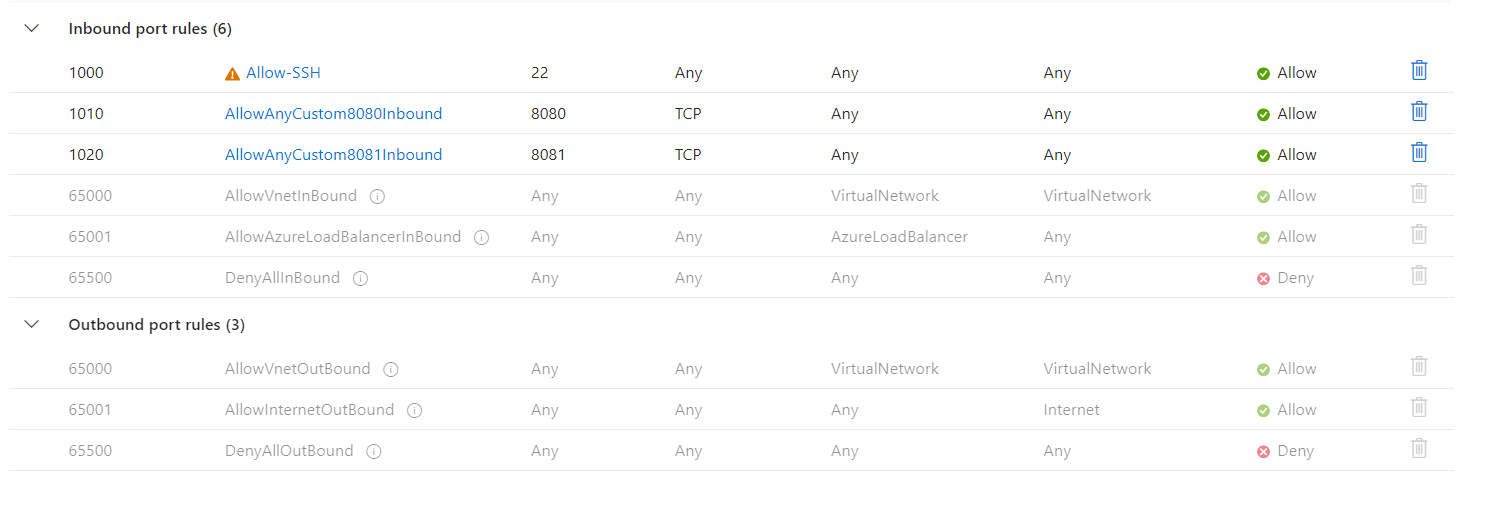 Inbound port rules (6)
1000 Allow-SSH 22 Any Any Any Allow
1010 AllowAnyCustom8080Inbound 8080 TCP Any Any Allow
1020 AllowAnyCustom8081Inbound 8081 TCP Any Any Allow
65000 AllowVnetInBound Any Any VirtualNetwork VirtualNetwork Allow
65001 AllowAzureLoadBalancerInBound Any Any AzureLoadBalancer Any Allow
65500 DenyAllInBound Any Any Any Any Deny
Outbound port rules (3)
65000 AllowVnetOutBound Any Any VirtualNetwork VirtualNetwork Allow
65001 AllowInternetOutBound Any Any Any Internet Allow
65500 DenyAllOutBound Any Any Any Any Deny